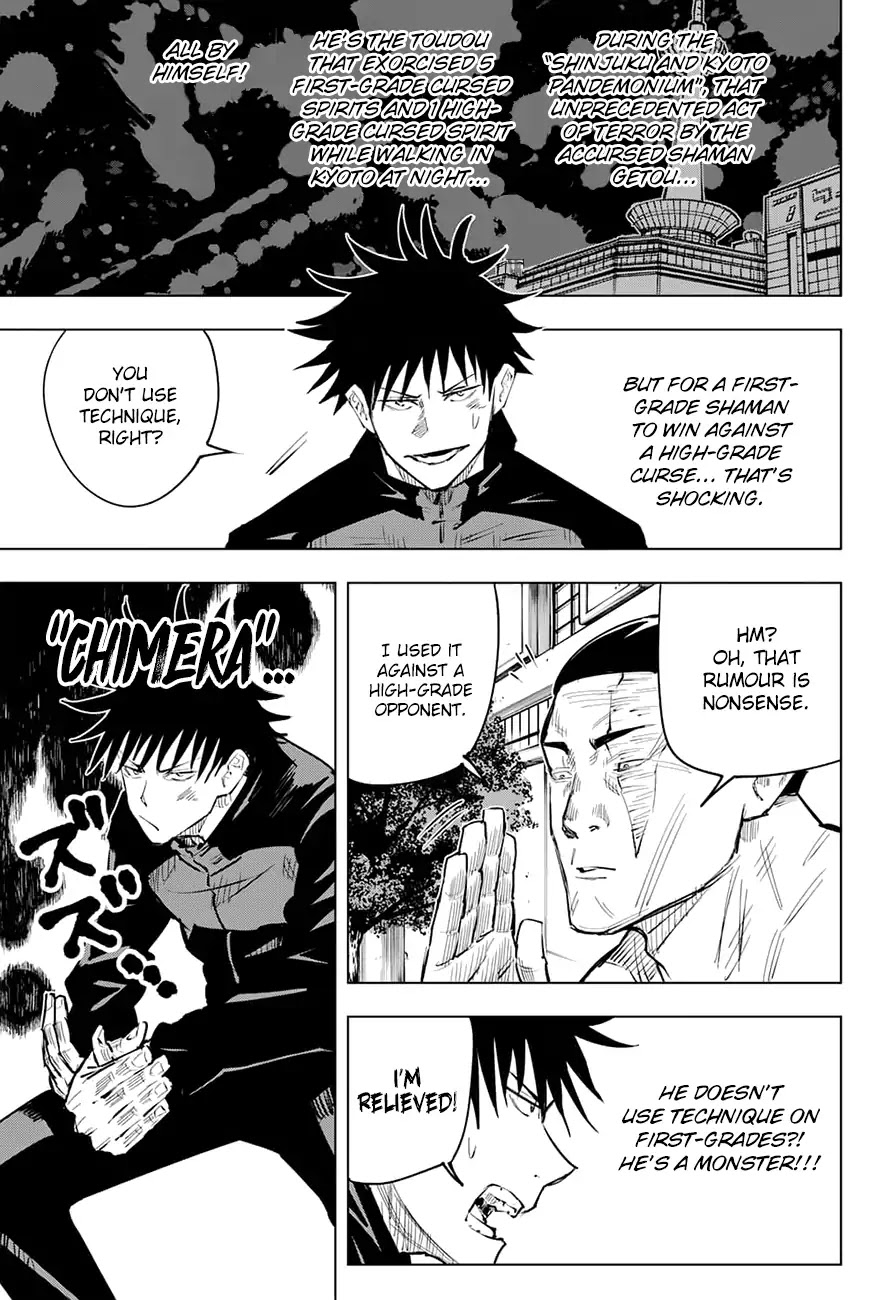 DURING THE
"SHINJUKU AND KYOTO
PANDEMONIUM", THAT
UNPRECEDENTED ACT
OF TERROR BY THE
ACCURSED SHAMAN
GETOU...
HE'S THE TOUDOU
THAT EXORCISED 5
FIRST-GRADE CURSED
SPIRITS AND 1 HIGH-
GRADE CURSED SPIRIT
WHILE WALKING IN
KYOTO AT NIGHT...
ALL BY
HIMSELF!
BUT FOR A FIRST-
GRADE SHAMAN
TO WIN AGAINST
A HIGH-GRADE
CURSE... THAT'S
SHOCKING.
YOU
DON'T USE
TECHNIQUE,
RIGHT?
HM?
OH, THAT
RUMOUR IS
NONSENSE.
I USED IT
AGAINST A
HIGH-GRADE
OPPONENT.
HE DOESN'T
USE TECHNIQUE ON
FIRST-GRADES?!
HE'S A MONSTER!!!
I'M
RELIEVED!
"CHIMERA"...
ズズ